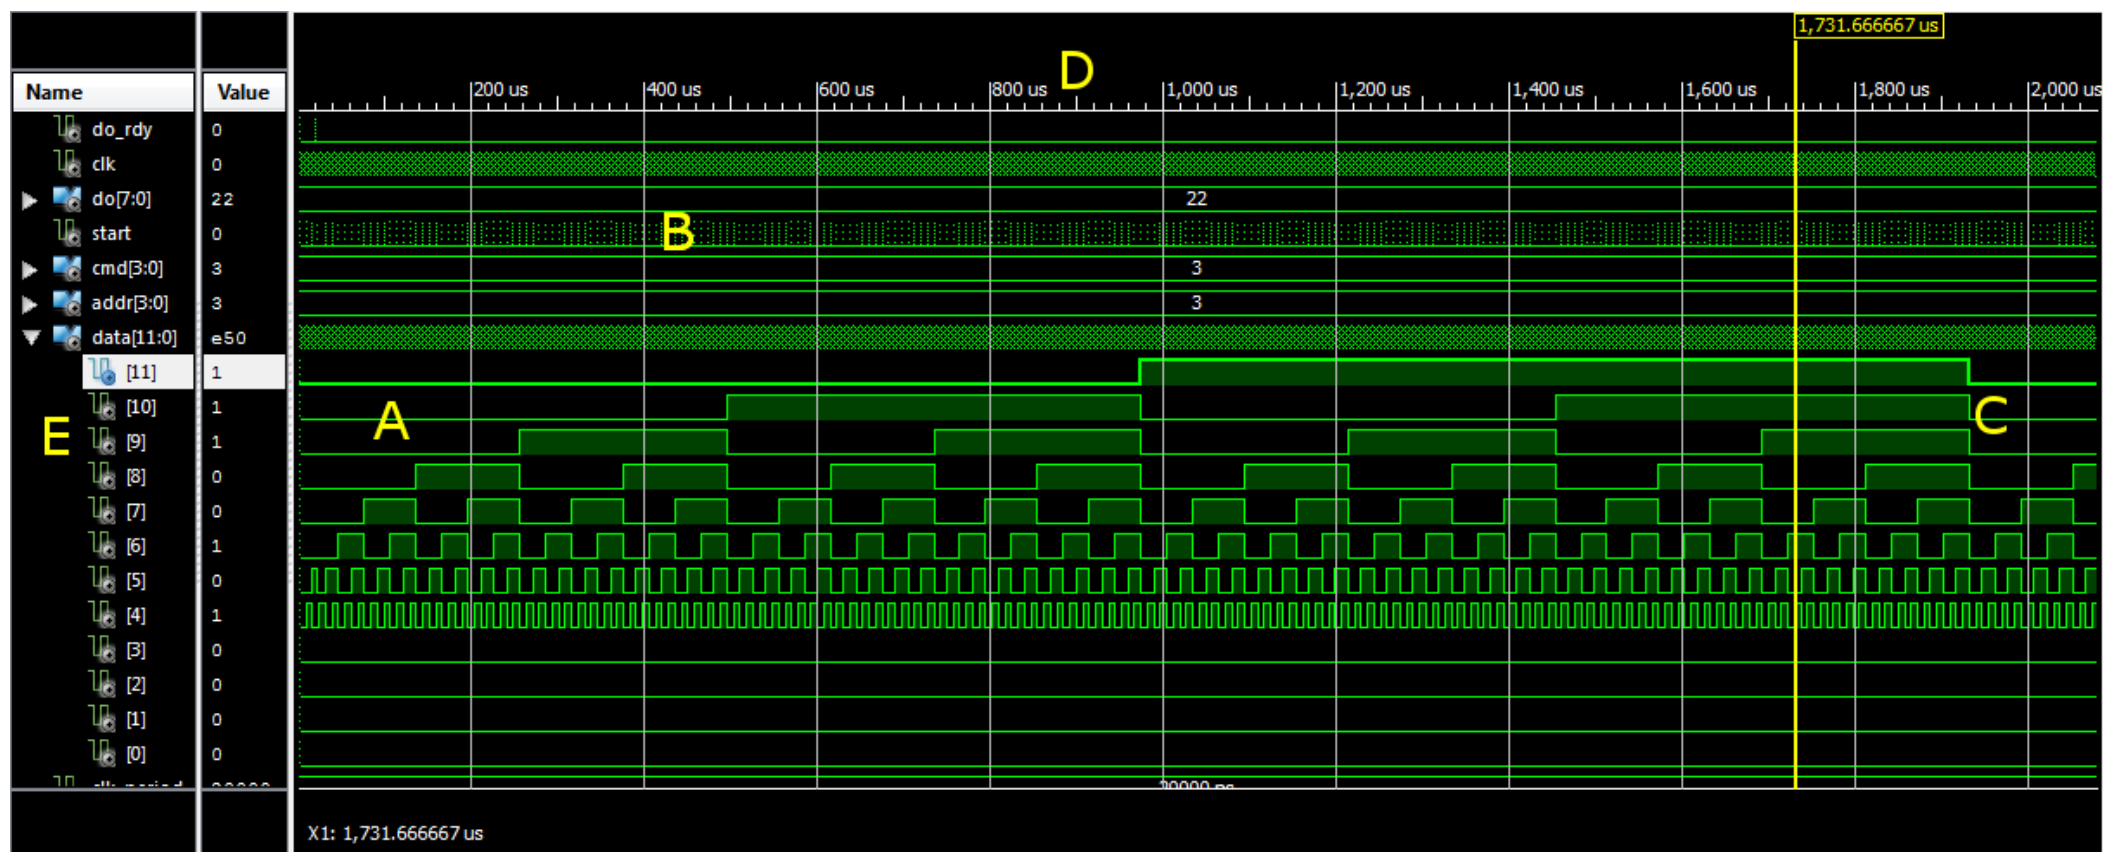 1,731.666667 us
D
Name Value 200 us 400 us 600 us 800 us 1,000 us 1,200 us 1,400 us 1,600 us 1,800 us 2,000 us
do_rdy 0
clk 0
do[7:0] 22 22
start 0 B
cmd[3:0] 3 3
addr[3:0] 3 3
data[11:0] e50
[11] 1
[10] 1 A C
E [9] 1
[8] 0
[7] 0
[6] 1
[5] 0
[4] 1
[3] 0
[2] 0
[1] 0
[0] 0
X1: 1,731.666667 us